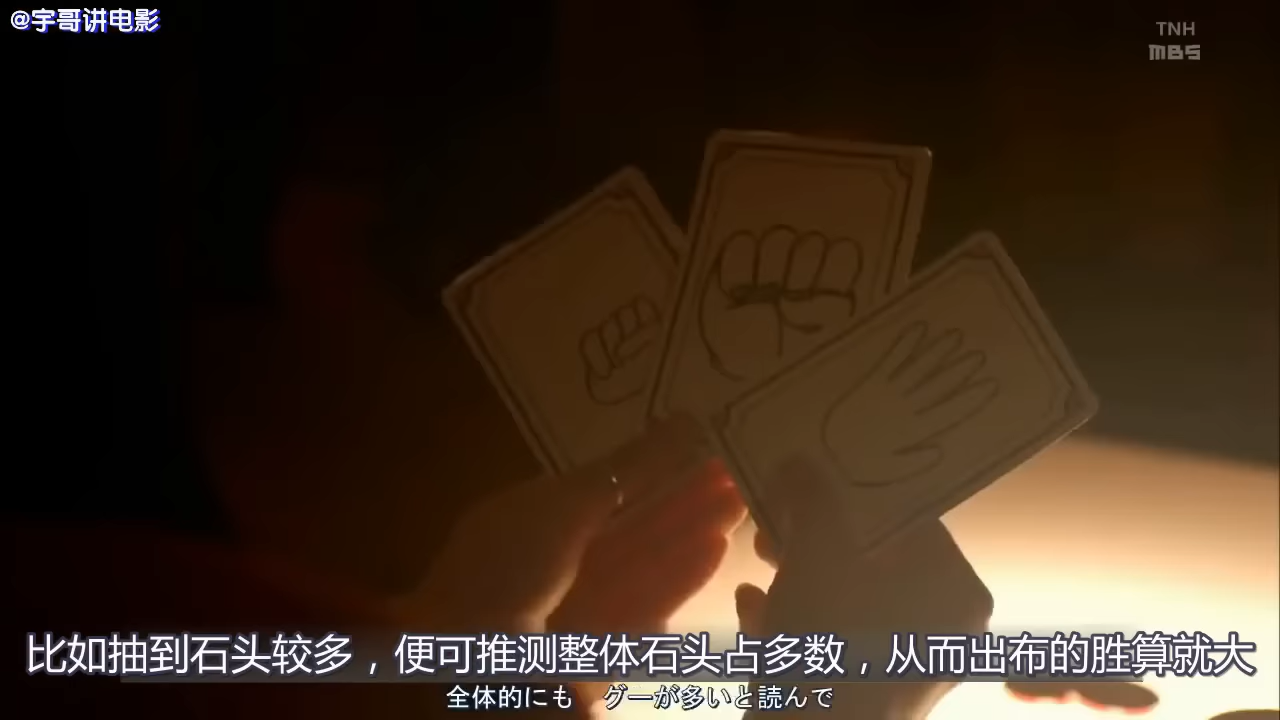 @宇哥讲电影
TNH
MBS
比如抽到石头较多，便可推测整体石头占多数，从而出布的胜算就大
全体的にも　グーが多いと読んで